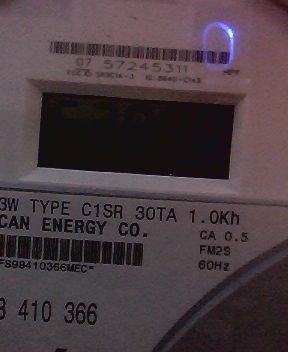 07 57245311
3W TYPE C1SR 30TA 1.0Kh
CAN ENERGY CO.
CA 0.5
FM2S
60Hz
FS98410366MEC*
8 410 366